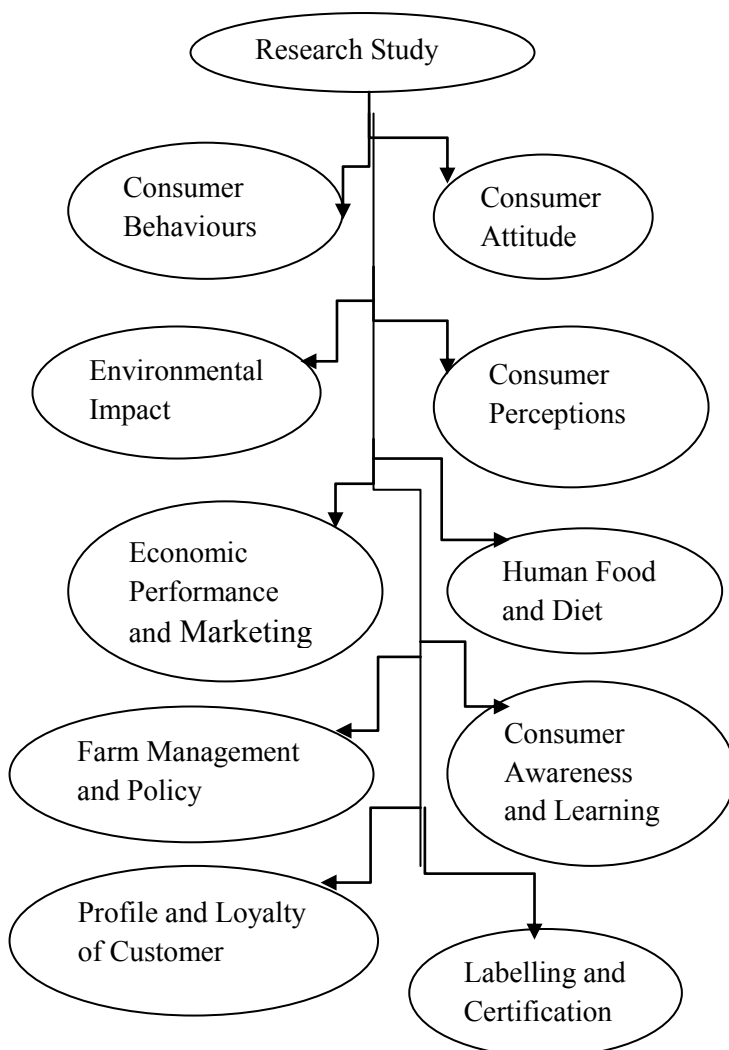 Research Study
Consumer
Behaviours
Consumer
Attitude
Environmental
Impact
Consumer
Perceptions
Economic
Performance
and Marketing
Human Food
and Diet
Farm Management
and Policy
Consumer
Awareness
and Learning
Profile and Loyalty
of Customer
Labelling and
Certification